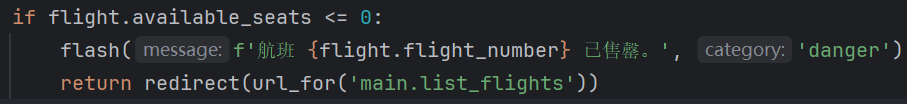 if flight.available_seats <= 0:
flash( message: f'航班 {flight.flight_number} 已售罄。', category: 'danger')
return redirect(url_for('main.list_flights'))